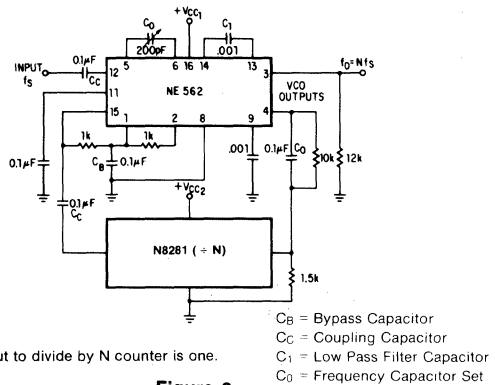 +VCC1
C0
C1
200pF
.001
0.1µF
INPUT
fS
CC
5
6
16
14
13
12
3
f0=NfS
NE 562
VCO
OUTPUTS
11
15
4
1
2
8
9
1k
1k
0.1µF
CB
0.1µF
.001
0.1µF
C0
10k
12k
0.1µF
CC
+VCC2
N8281 (÷ N)
1.5k
ut to divide by N counter is one.
CB = Bypass Capacitor
CC = Coupling Capacitor
C1 = Low Pass Filter Capacitor
C0 = Frequency Capacitor Set